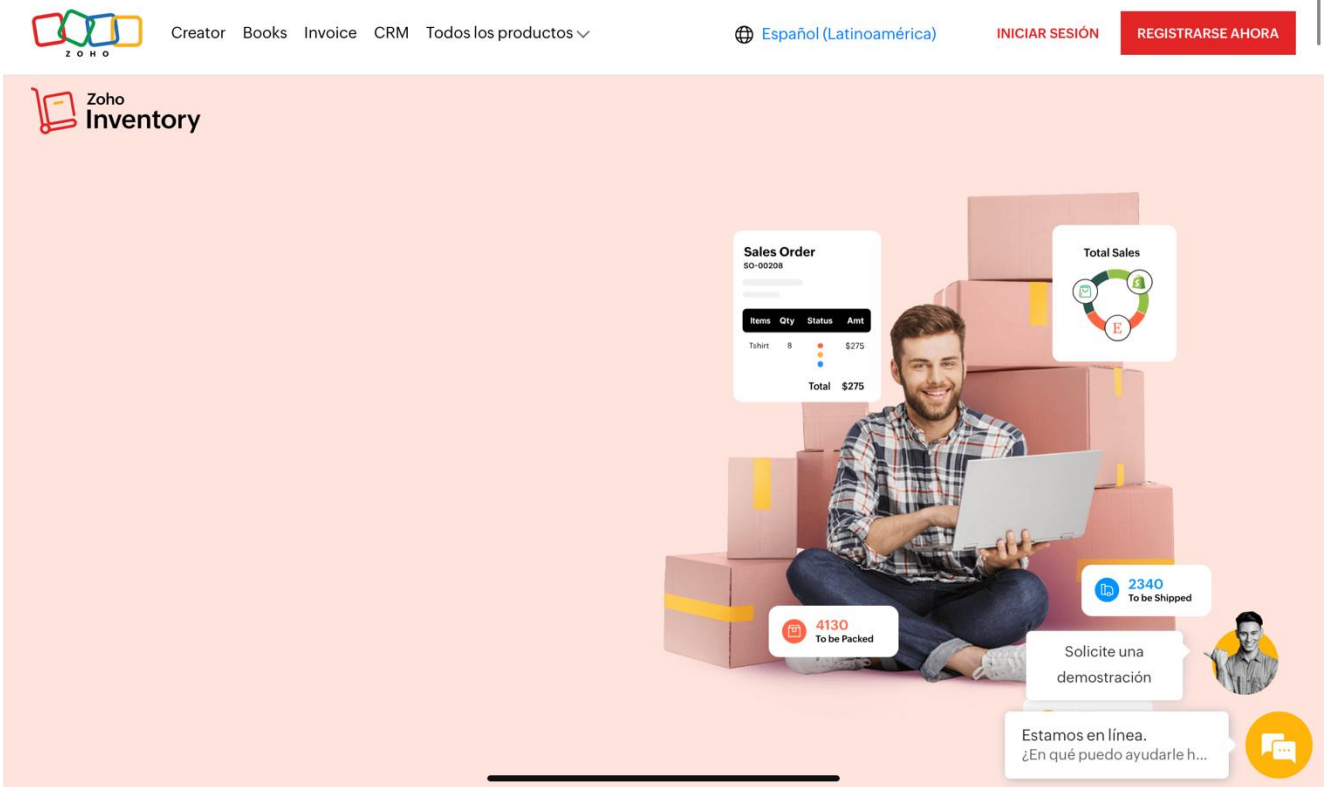 ZOHO
Creator Books Invoice CRM Todos los productos
Español (Latinoamérica)
INICIAR SESIÓN
REGISTRARSE AHORA
Zoho
Inventory
Sales Order
SO-00208
Items Qty Status Amt
Tshirt 8 $275
Total $275
Total Sales
E
2340
To be Shipped
4130
To be Packed
Solicite una
demostración
Estamos en línea.
¿En qué puedo ayudarle h...